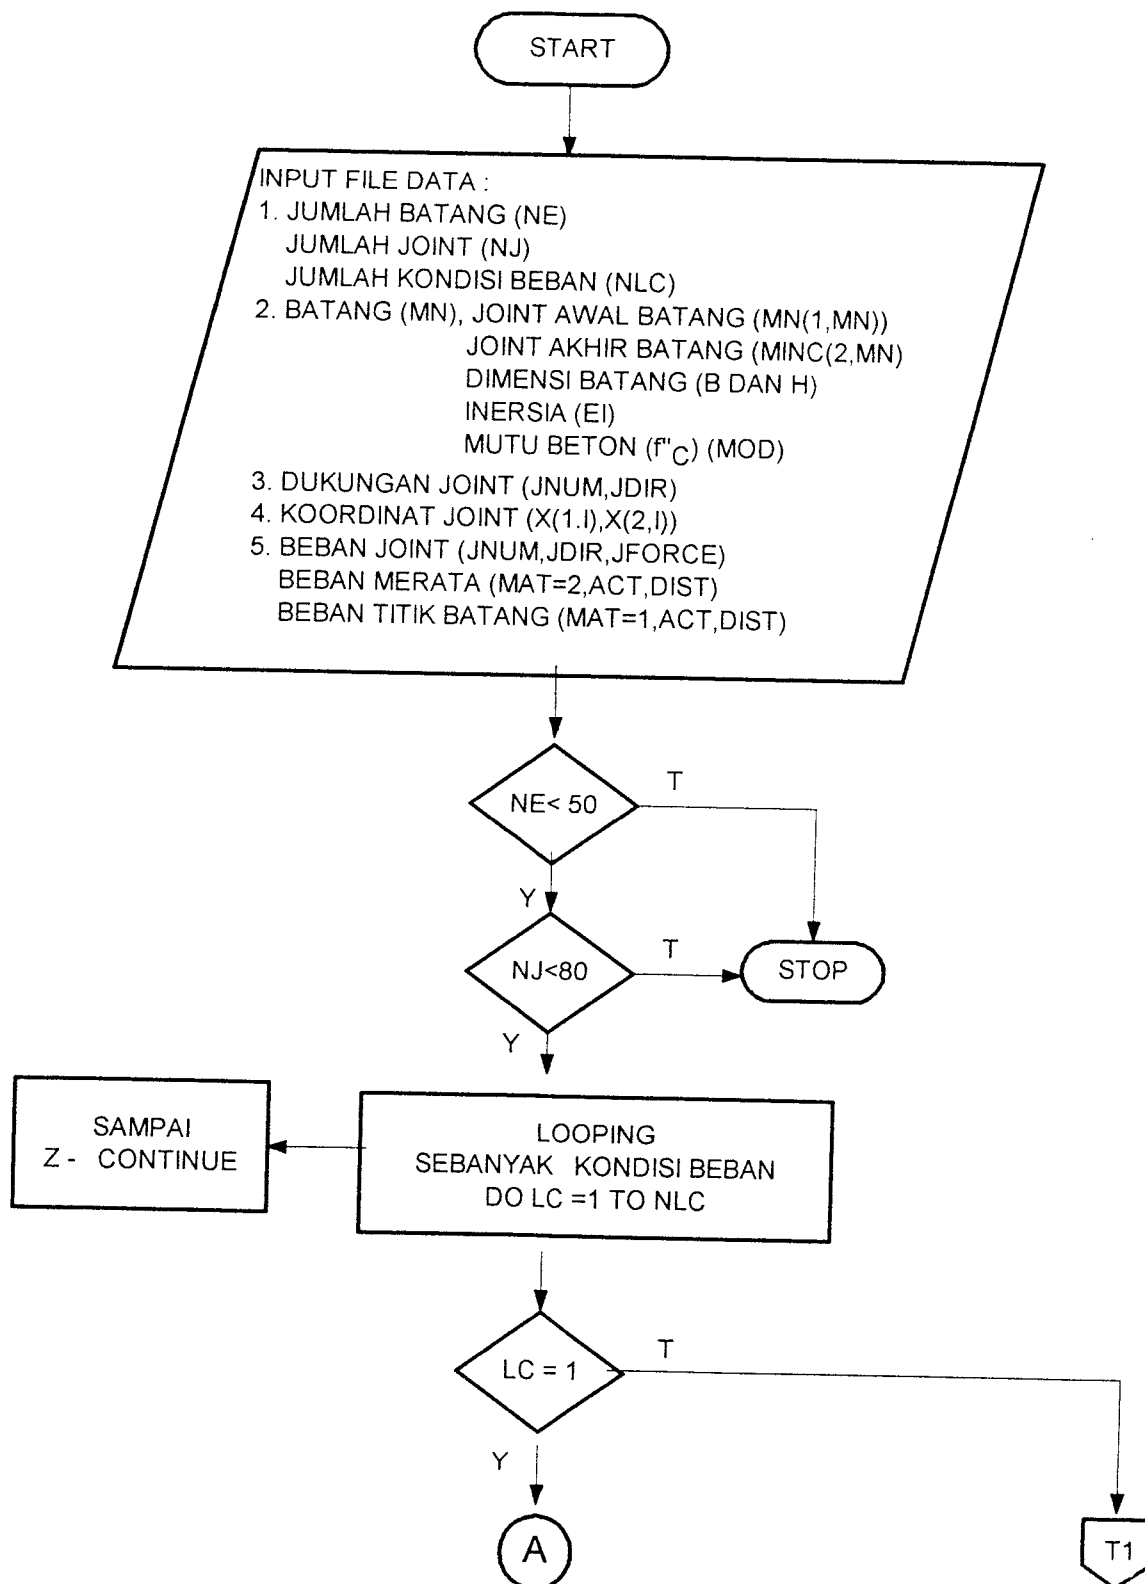 START
INPUT FILE DATA :
1. JUMLAH BATANG (NE)
JUMLAH JOINT (NJ)
JUMLAH KONDISI BEBAN (NLC)
2. BATANG (MN), JOINT AWAL BATANG (MN(1,MN))
JOINT AKHIR BATANG (MINC(2,MN)
DIMENSI BATANG (B DAN H)
INERSIA (EI)
MUTU BETON (f"C) (MOD)
3. DUKUNGAN JOINT (JNUM,JDIR)
4. KOORDINAT JOINT (X(1.I),X(2,I))
5. BEBAN JOINT (JNUM,JDIR,JFORCE)
BEBAN MERATA (MAT=2,ACT,DIST)
BEBAN TITIK BATANG (MAT=1,ACT,DIST)
NE< 50
T
Y
NJ<80
T
STOP
Y
SAMPAI
Z - CONTINUE
LOOPING
SEBANYAK KONDISI BEBAN
DO LC =1 TO NLC
LC = 1
T
Y
A
T1